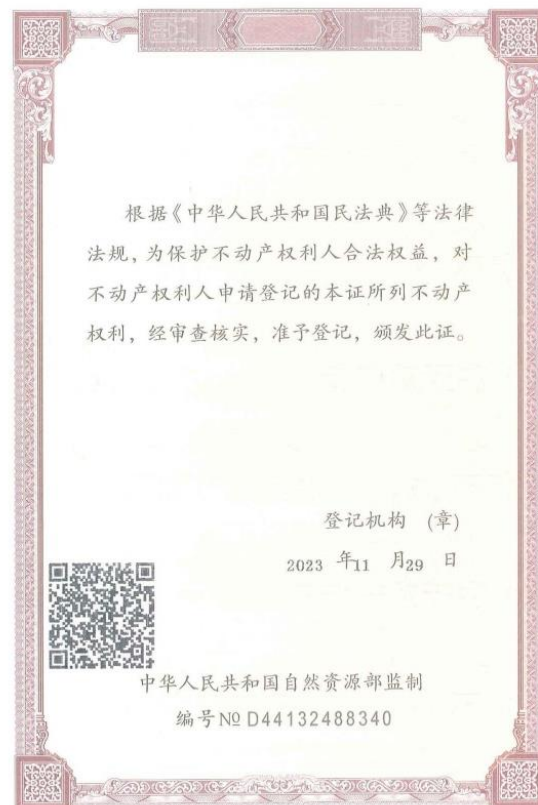 根据《中华人民共和国民法典》等法律
法规，为保护不动产权利人合法权益，对
不动产权利人申请登记的本证所列不动产
权利，经审查核实，准予登记，颁发此证。
登记机构 (章)
2023 年11 月29 日
中华人民共和国自然资源部监制
编号№ D44132488340